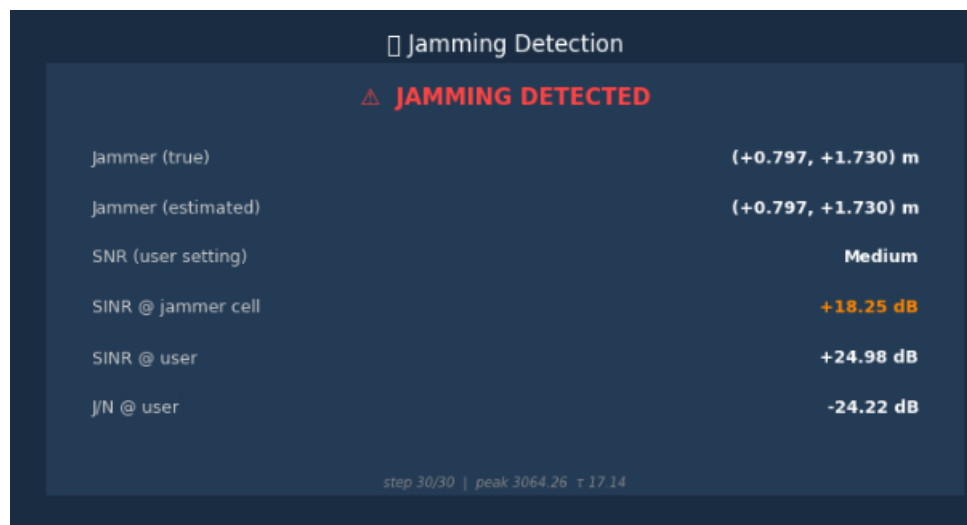 ▯ Jamming Detection
⚠ JAMMING DETECTED
Jammer (true) (+0.797, +1.730) m
Jammer (estimated) (+0.797, +1.730) m
SNR (user setting) Medium
SINR @ jammer cell +18.25 dB
SINR @ user +24.98 dB
J/N @ user -24.22 dB
step 30/30 | peak 3064.26 τ 17.14